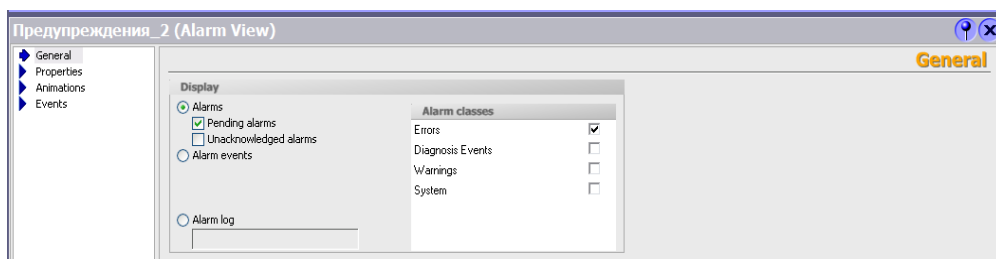 Предупреждения_2 (Alarm View)
General
Properties
Animations
Events
General
Display
Alarms
Pending alarms
Unacknowledged alarms
Alarm events
Alarm log
Alarm classes
Errors
Diagnosis Events
Warnings
System